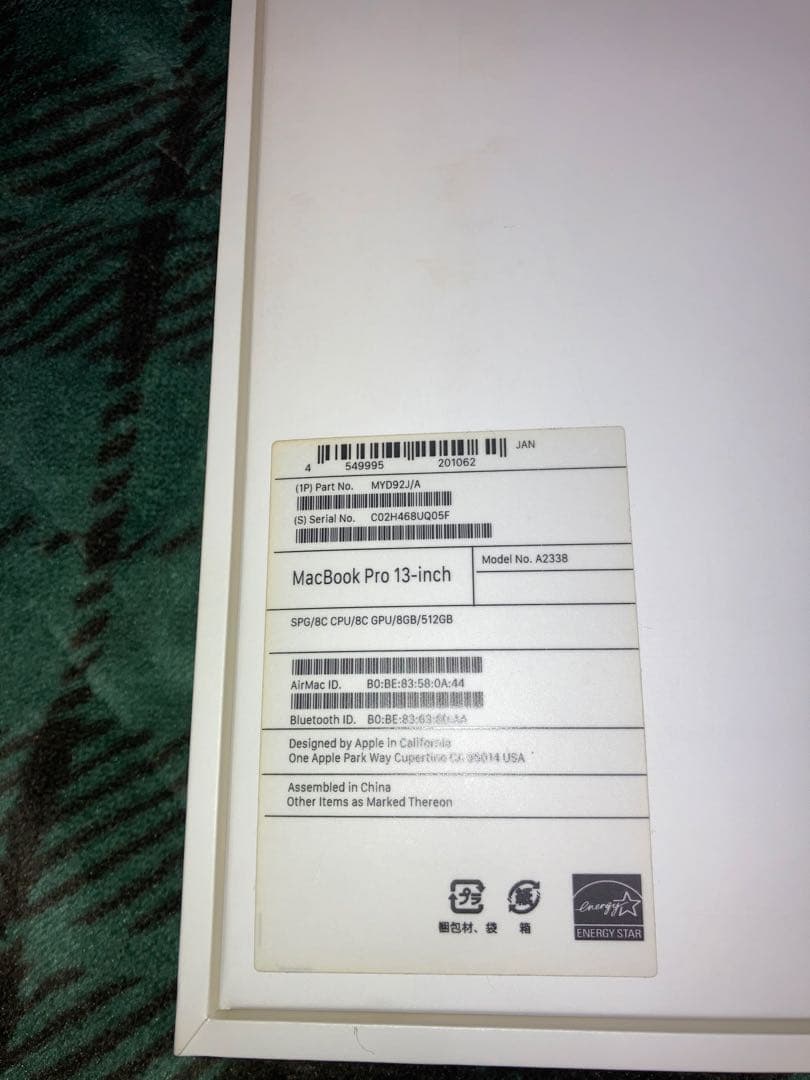 JAN
4 549995 201062
(1P) Part No. MYD92J/A
(S) Serial No. C02H468UQ05F
MacBook Pro 13-inch
Model No. A2338
SPG/8C CPU/8C GPU/8GB/512GB
AirMac ID. B0:BE:83:58:0A:44
Bluetooth ID.
Designed by Apple in California
One Apple Park Way Cupertino CA 95014 USA
Assembled in China
Other Items as Marked Thereon
プラ 紙
梱包材、袋 箱
energy
ENERGY STAR